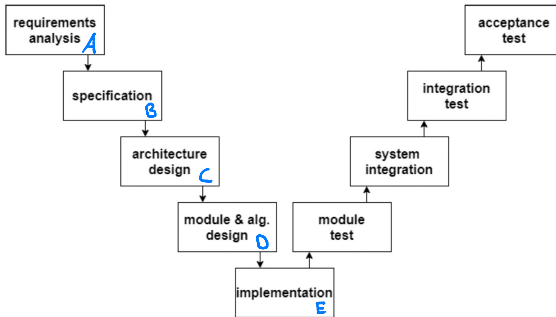 requirements
analysis
A
specification
B
architecture
design
C
module & alg.
design
D
implementation
E
module
test
system
integration
integration
test
acceptance
test